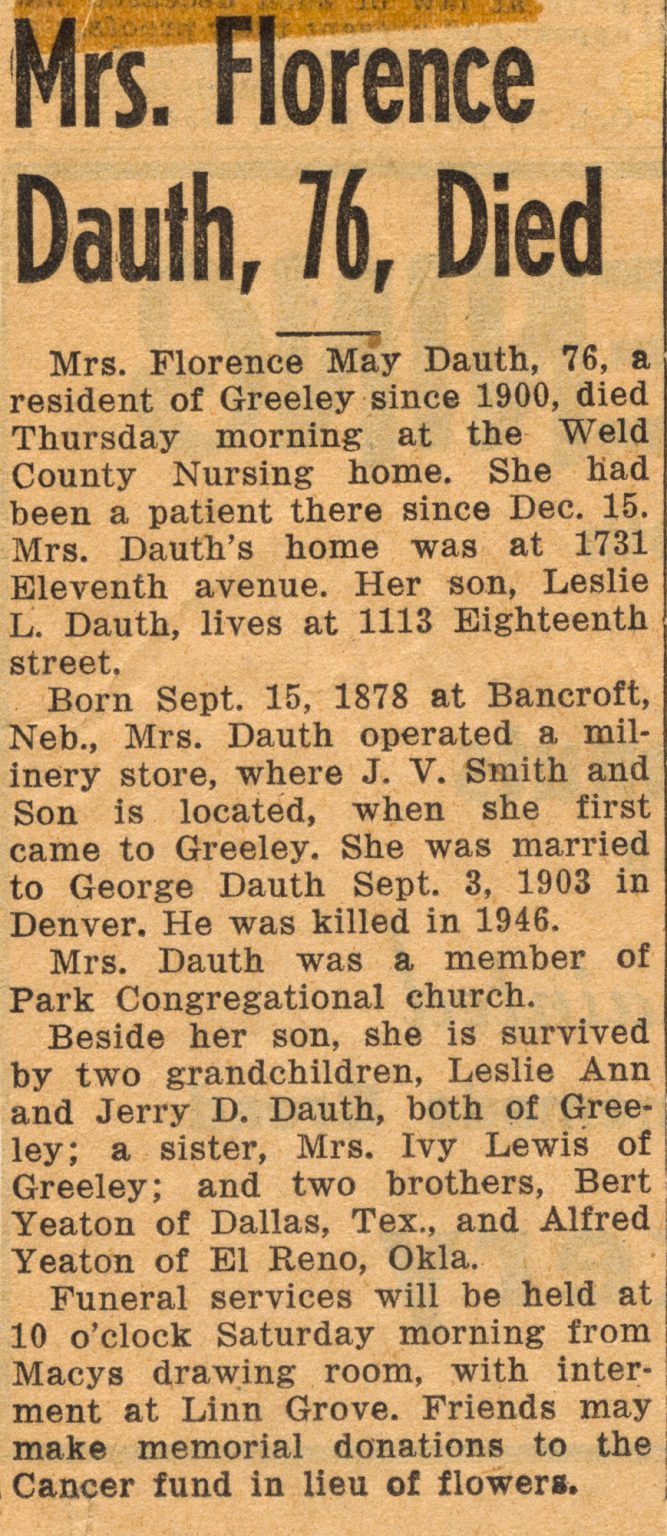 Mrs. Florence
Dauth, 76, Died
Mrs. Florence May Dauth, 76, a
resident of Greeley since 1900, died
Thursday morning at the Weld
County Nursing home. She had
been a patient there since Dec. 15.
Mrs. Dauth's home was at 1731
Eleventh avenue. Her son, Leslie
L. Dauth, lives at 1113 Eighteenth
street.
Born Sept. 15, 1878 at Bancroft,
Neb., Mrs. Dauth operated a mil-
inery store, where J. V. Smith and
Son is located, when she first
came to Greeley. She was married
to George Dauth Sept. 3, 1903 in
Denver. He was killed in 1946.
Mrs. Dauth was a member of
Park Congregational church.
Beside her son, she is survived
by two grandchildren, Leslie Ann
and Jerry D. Dauth, both of Gree-
ley; a sister, Mrs. Ivy Lewis of
Greeley; and two brothers, Bert
Yeaton of Dallas, Tex., and Alfred
Yeaton of El Reno, Okla.
Funeral services will be held at
10 o'clock Saturday morning from
Macys drawing room, with inter-
ment at Linn Grove. Friends may
make memorial donations to the
Cancer fund in lieu of flowers.